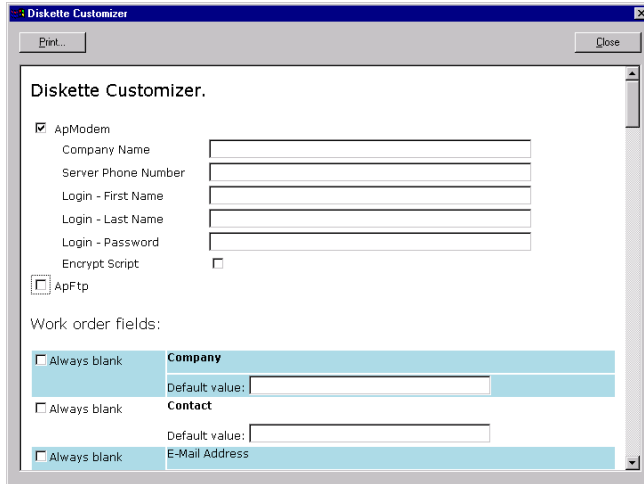 Diskette Customizer
Print...
Close
Diskette Customizer.
ApModem
Company Name
Server Phone Number
Login - First Name
Login - Last Name
Login - Password
Encrypt Script
ApFtp
Work order fields:
Always blank Company
Default value:
Always blank Contact
Default value:
Always blank E-Mail Address